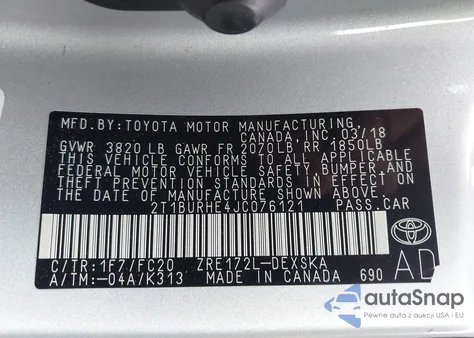 MFD.BY:TOYOTA MOTOR MANUFACTURING
CANADA, INC. 03/18
GVWR 3820 LB GAWR FR 2070LB RR 1850LB
THIS VEHICLE CONFORMS TO ALL APPLICABLE
FEDERAL MOTOR VEHICLE SAFETY, BUMPER, AND
THEFT PREVENTION STANDARDS IN EFFECT ON
THE DATE OF MANUFACTURE SHOWN ABOVE.
2T1BURHE4JC076121 PASS.CAR
C/TR:1F7/FC20 ZRE172L-DEXSKA
A/TM:-04A/K313 MADE IN CANADA 690
AD
autoSnap
Pewne auta z aukcji USA i EU